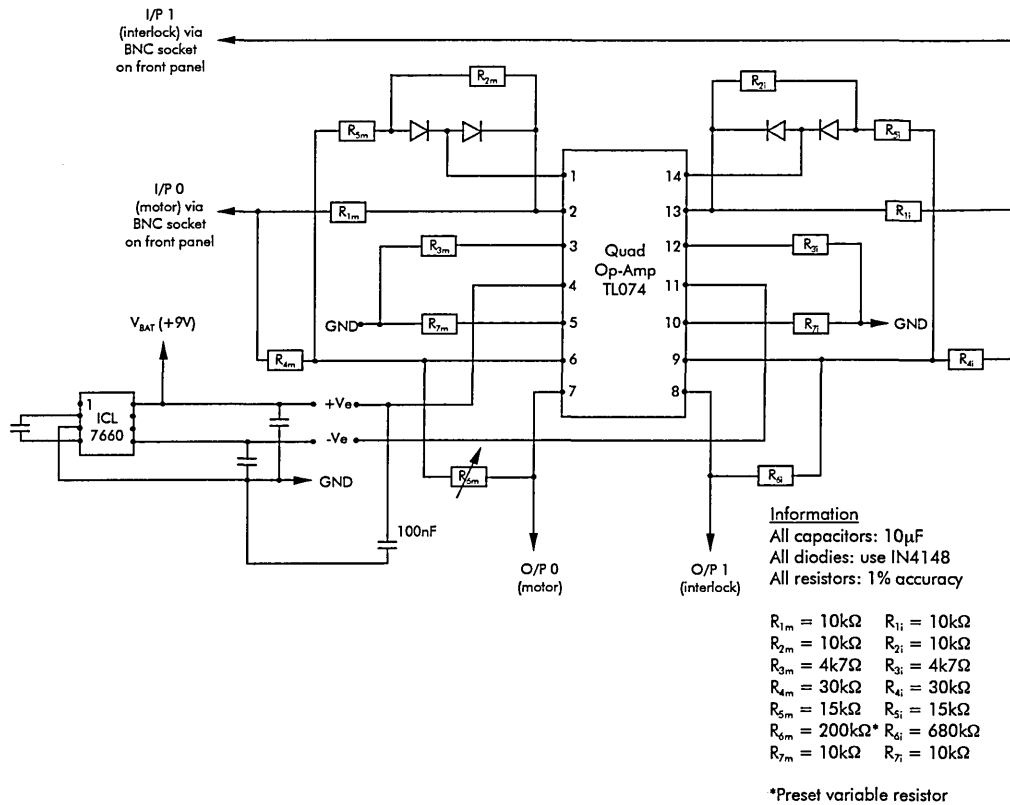 I/P 1
(interlock) via
BNC socket
on front panel
R2m
R2i
R5m
R5i
I/P 0
(motor) via
BNC socket
on front panel
1
14
R1m
2
13
R1i
R3m
3
Quad
Op-Amp
TL074
12
R3i
4
11
GND
R7m
5
10
R7i
GND
VBAT (+9V)
R4m
6
9
R4i
7
8
1
ICL
7660
+Ve
-Ve
GND
R6m
R6i
100nF
O/P 0
(motor)
O/P 1
(interlock)
Information
All capacitors: 10µF
All diodes: use IN4148
All resistors: 1% accuracy
R1m = 10kΩ R1i = 10kΩ
R2m = 10kΩ R2i = 10kΩ
R3m = 4k7Ω R3i = 4k7Ω
R4m = 30kΩ R4i = 30kΩ
R5m = 15kΩ R5i = 15kΩ
R6m = 200kΩ* R6i = 680kΩ
R7m = 10kΩ R7i = 10kΩ
*Preset variable resistor